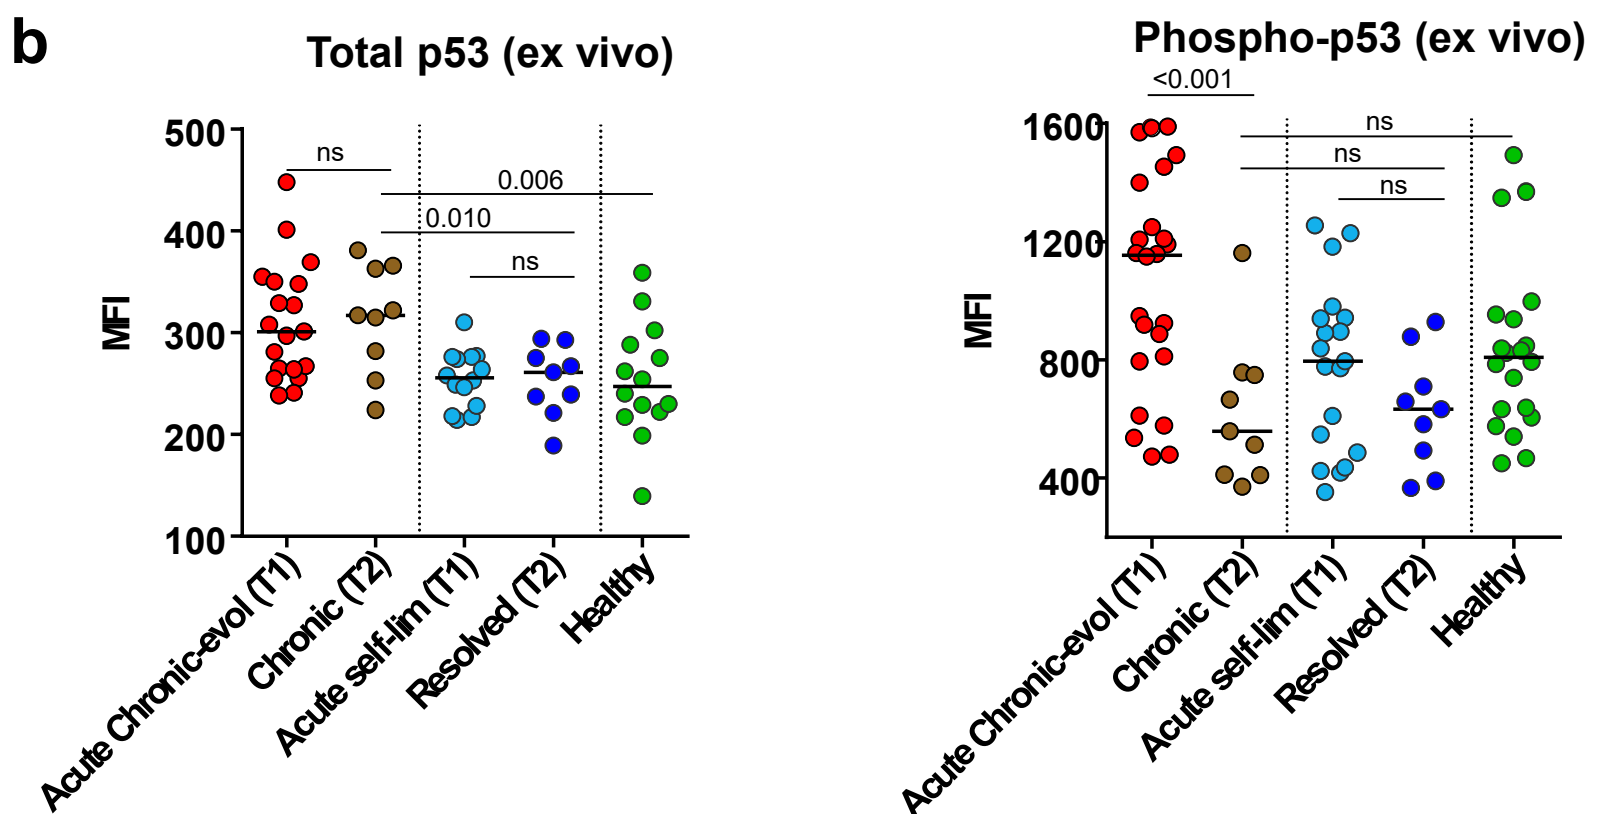 b
Total p53 (ex vivo)
MFI
500
400
300
200
100
ns
0.006
0.010
ns
Acute Chronic-evol (T1)
Chronic (T2)
Acute self-lim (T1)
Resolved (T2)
Healthy
Phospho-p53 (ex vivo)
MFI
1600
1200
800
400
<0.001
ns
ns
ns
Acute Chronic-evol (T1)
Chronic (T2)
Acute self-lim (T1)
Resolved (T2)
Healthy